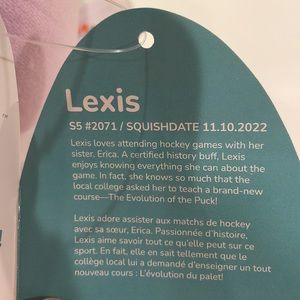 Lexis
S5 #2071 / SQUISHDATE 11.10.2022
Lexis loves attending hockey games with her
sister, Erica. A certified history buff, Lexis
enjoys knowing everything she can about the
game. In fact, she knows so much that the
local college asked her to teach a brand-new
course—The Evolution of the Puck!
Lexis adore assister aux matchs de hockey
avec sa sœur, Erica. Passionnée d'histoire,
Lexis aime savoir tout ce qu'elle peut sur ce
sport. En fait, elle en sait tellement que le
collège local lui a demandé d'enseigner un tout
nouveau cours : L'évolution du palet!